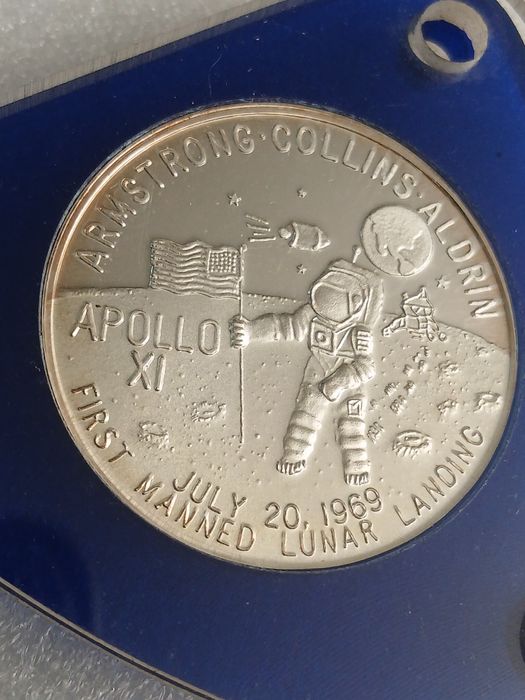 ARMSTRONG·COLLINS·ALDRIN
APOLLO
XI
JULY 20, 1969
FIRST MANNED LUNAR LANDING